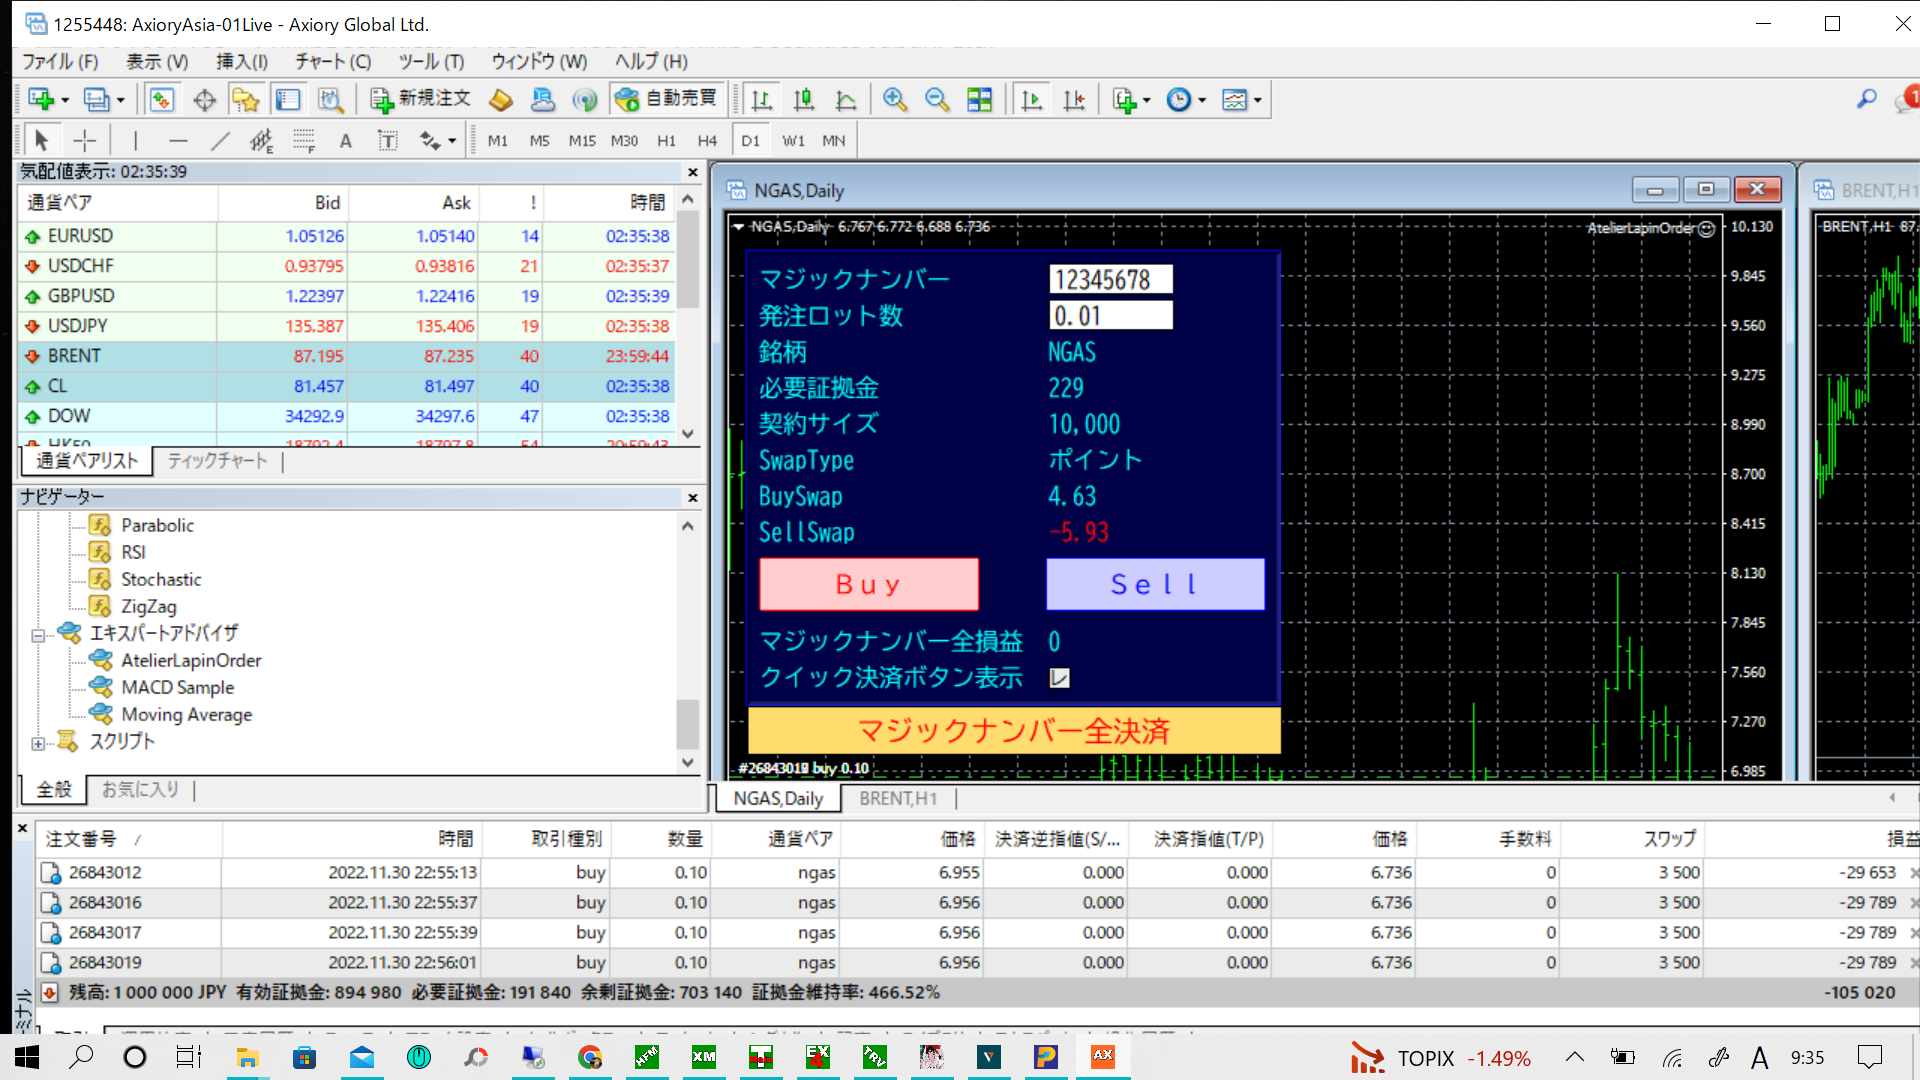 1255448: AxioryAsia-01Live - Axiory Global Ltd.
ファイル (F) 表示 (V) 挿入(I) チャート (C) ツール (T) ウィンドウ (W) ヘルプ (H)
新規注文 自動売買 1
A T E F M1 M5 M15 M30 H1 H4 D1 W1 MN
気配値表示: 02:35:39
通貨ペア Bid Ask ! 時間
EURUSD 1.05126 1.05140 14 02:35:38
USDCHF 0.93795 0.93816 21 02:35:37
GBPUSD 1.22397 1.22416 19 02:35:39
USDJPY 135.387 135.406 19 02:35:38
BRENT 87.195 87.235 40 23:59:44
CL 81.457 81.497 40 02:35:38
DOW 34292.9 34297.6 47 02:35:38
HK50 18792.4 18797.8 54 20:59:43
通貨ペアリスト ティックチャート
ナビゲーター
Parabolic
RSI
Stochastic
ZigZag
エキスパートアドバイザ
AtelierLapinOrder
MACD Sample
Moving Average
スクリプト
全般 お気に入り
NGAS,Daily
NGAS,Daily 6.767 6.772 6.688 6.736
AtelierLapinOrder
マジックナンバー 12345678
発注ロット数 0.01
銘柄 NGAS
必要証拠金 229
契約サイズ 10,000
SwapType ポイント
BuySwap 4.63
SellSwap -5.93
Buy Sell
マジックナンバー全損益 0
クイック決済ボタン表示
マジックナンバー全決済
buy 0.10
10.130
9.845
9.560
9.275
8.990
8.700
8.415
8.130
7.845
7.560
7.270
6.985
BRENT,H1
BRENT,H1 87.
NGAS,Daily BRENT,H1
注文番号 / 時間 取引種別 数量 通貨ペア 価格 決済逆指値(S/... 決済指値(T/P) 価格 手数料 スワップ 損益
26843012 2022.11.30 22:55:13 buy 0.10 ngas 6.955 0.000 0.000 6.736 0 3 500 -29 653
26843016 2022.11.30 22:55:37 buy 0.10 ngas 6.956 0.000 0.000 6.736 0 3 500 -29 789
26843017 2022.11.30 22:55:39 buy 0.10 ngas 6.956 0.000 0.000 6.736 0 3 500 -29 789
26843019 2022.11.30 22:56:01 buy 0.10 ngas 6.956 0.000 0.000 6.736 0 3 500 -29 789
残高: 1 000 000 JPY 有効証拠金: 894 980 必要証拠金: 191 840 余剰証拠金: 703 140 証拠金維持率: 466.52% -105 020
HFM XM EX 4 TRV AX
TOPIX -1.49% A 9:35